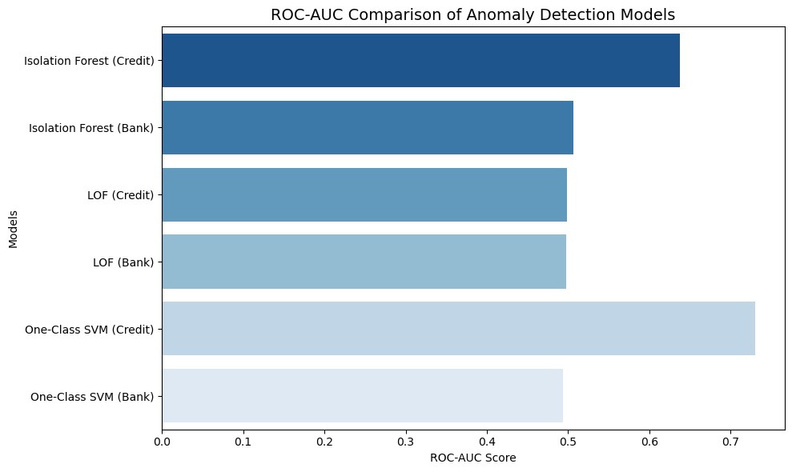 ROC-AUC Comparison of Anomaly Detection Models
Models
Isolation Forest (Credit)
Isolation Forest (Bank)
LOF (Credit)
LOF (Bank)
One-Class SVM (Credit)
One-Class SVM (Bank)
0.0 0.1 0.2 0.3 0.4 0.5 0.6 0.7
ROC-AUC Score